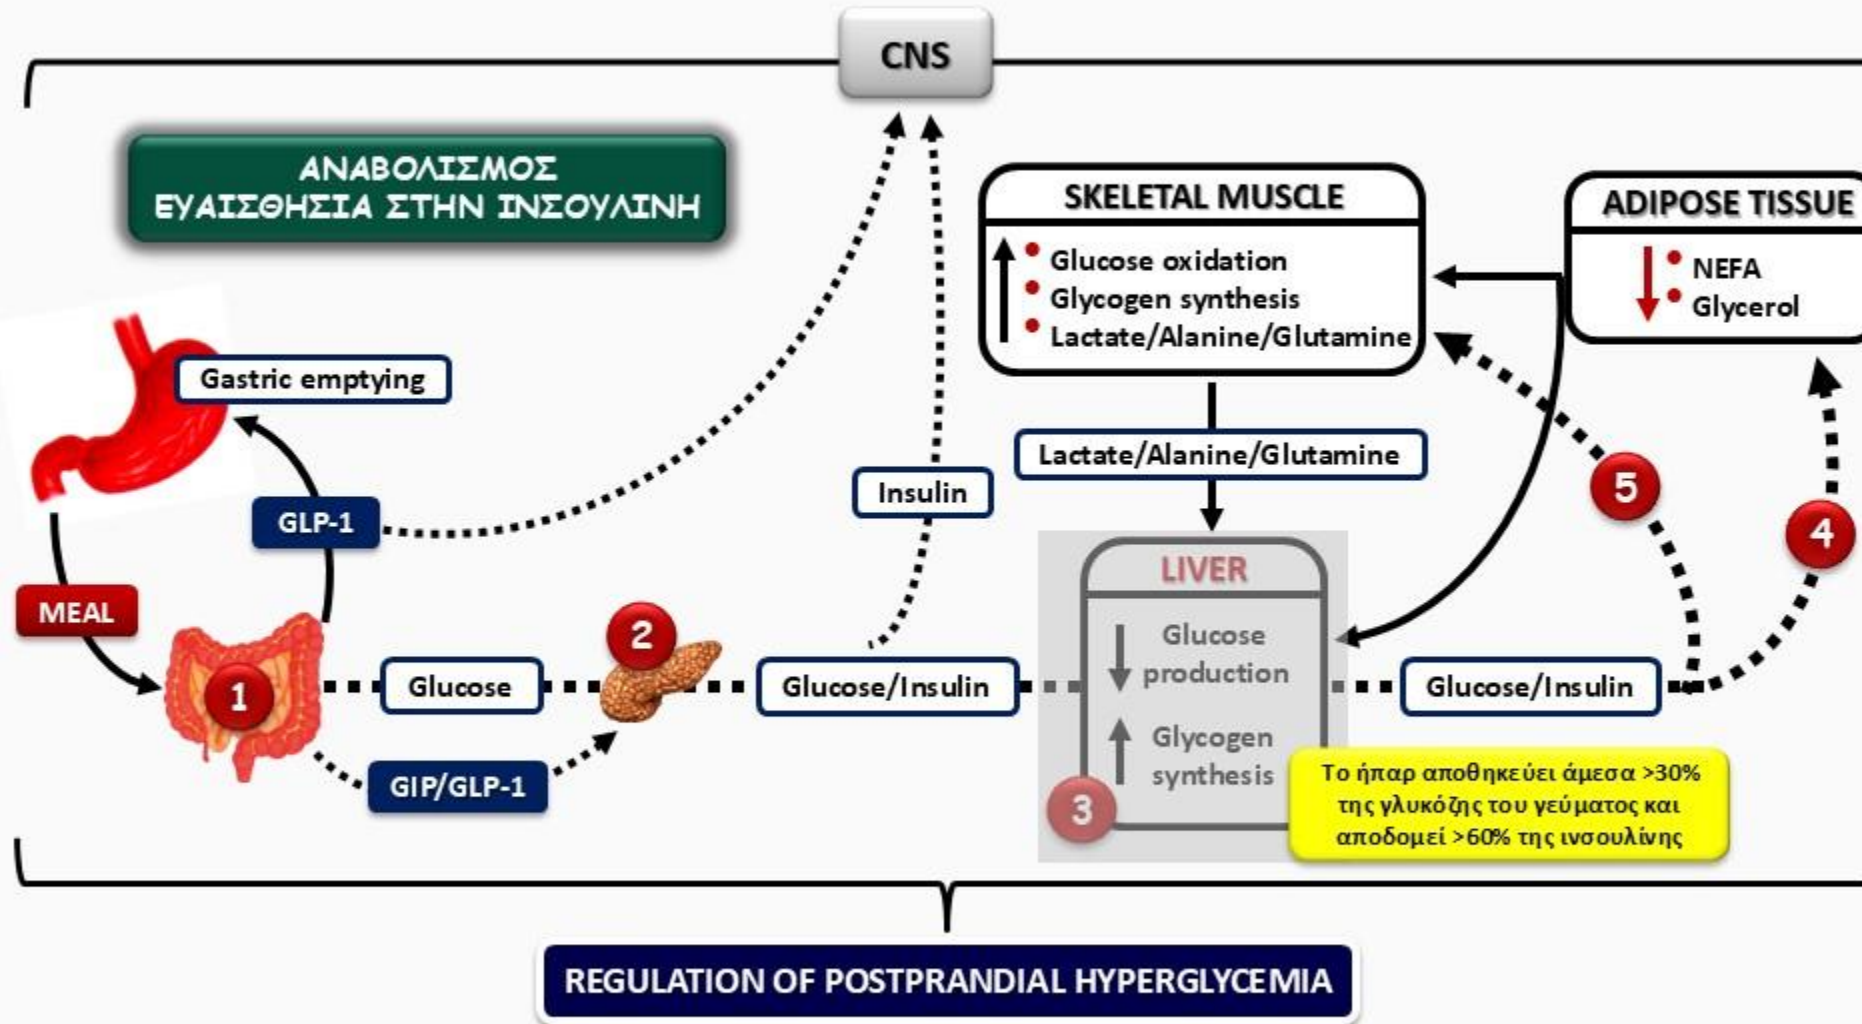 CNS
ΑΝΑΒΟΛΙΣΜΟΣ
ΕΥΑΙΣΘΗΣΙΑ ΣΤΗΝ ΙΝΣΟΥΛΙΝΗ
SKELETAL MUSCLE
Glucose oxidation
Glycogen synthesis
Lactate/Alanine/Glutamine
ADIPOSE TISSUE
NEFA
Glycerol
Gastric emptying
Lactate/Alanine/Glutamine
Insulin
GLP-1
5
4
MEAL
LIVER
Glucose
production
Glycogen
synthesis
3
1
Glucose
2
Glucose/Insulin
Glucose/Insulin
GIP/GLP-1
Το ήπαρ αποθηκεύει άμεσα >30%
της γλυκόζης του γεύματος και
αποδομεί >60% της ινσουλίνης
REGULATION OF POSTPRANDIAL HYPERGLYCEMIA